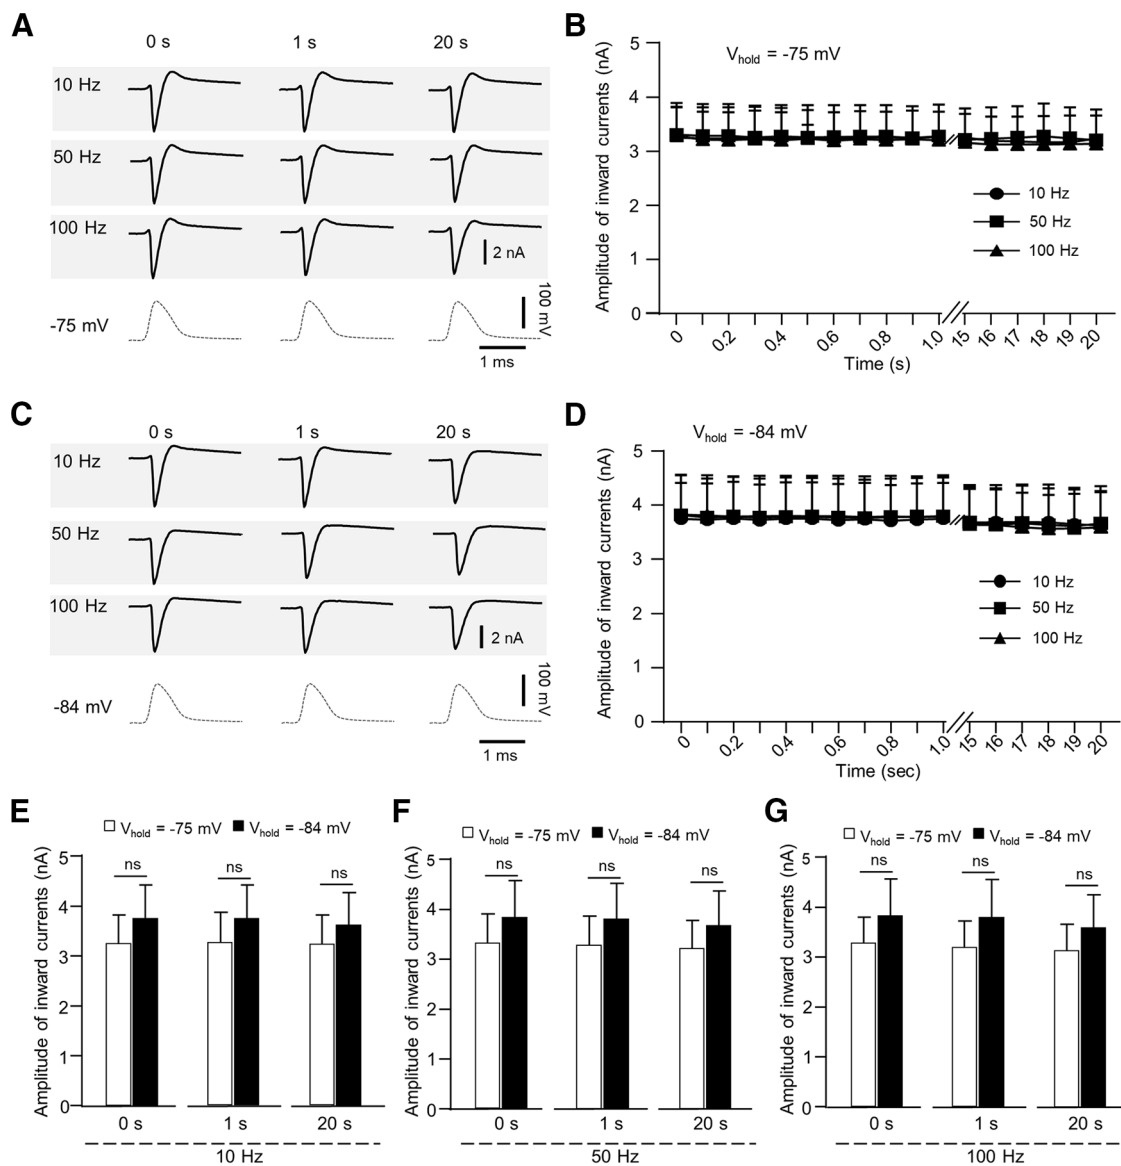 A
0 s 1 s 20 s
10 Hz
50 Hz
100 Hz
2 nA
-75 mV
100 mV
1 ms
B
Vhold = -75 mV
Amplitude of inward currents (nA)
5
4
3
2
1
0
10 Hz
50 Hz
100 Hz
0 0.2 0.4 0.6 0.8 1.0 15 16 17 18 19 20
Time (s)
C
0 s 1 s 20 s
10 Hz
50 Hz
100 Hz
2 nA
-84 mV
100 mV
1 ms
D
Vhold = -84 mV
Amplitude of inward currents (nA)
5
4
3
2
1
0
10 Hz
50 Hz
100 Hz
0 0.2 0.4 0.6 0.8 1.0 15 16 17 18 19 20
Time (sec)
E
Vhold = -75 mV Vhold = -84 mV
Amplitude of inward currents (nA)
5
4
3
2
1
0
ns ns ns
0 s 1 s 20 s
10 Hz
F
Vhold = -75 mV Vhold = -84 mV
Amplitude of inward currents (nA)
5
4
3
2
1
0
ns ns ns
0 s 1 s 20 s
50 Hz
G
Vhold = -75 mV Vhold = -84 mV
Amplitude of inward currents (nA)
5
4
3
2
1
0
ns ns ns
0 s 1 s 20 s
100 Hz